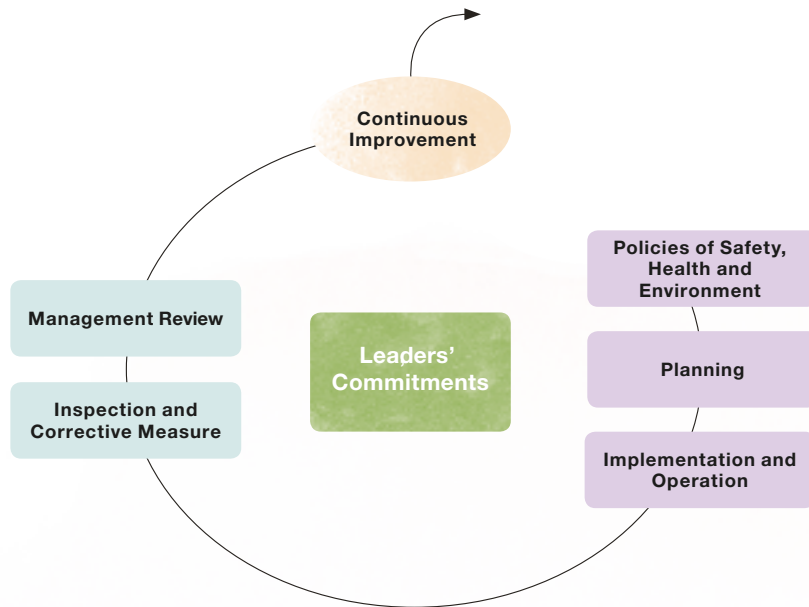 Continuous
Improvement
Policies of Safety,
Health and
Environment
Management Review
Leaders’
Commitments
Planning
Inspection and
Corrective Measure
Implementation and
Operation